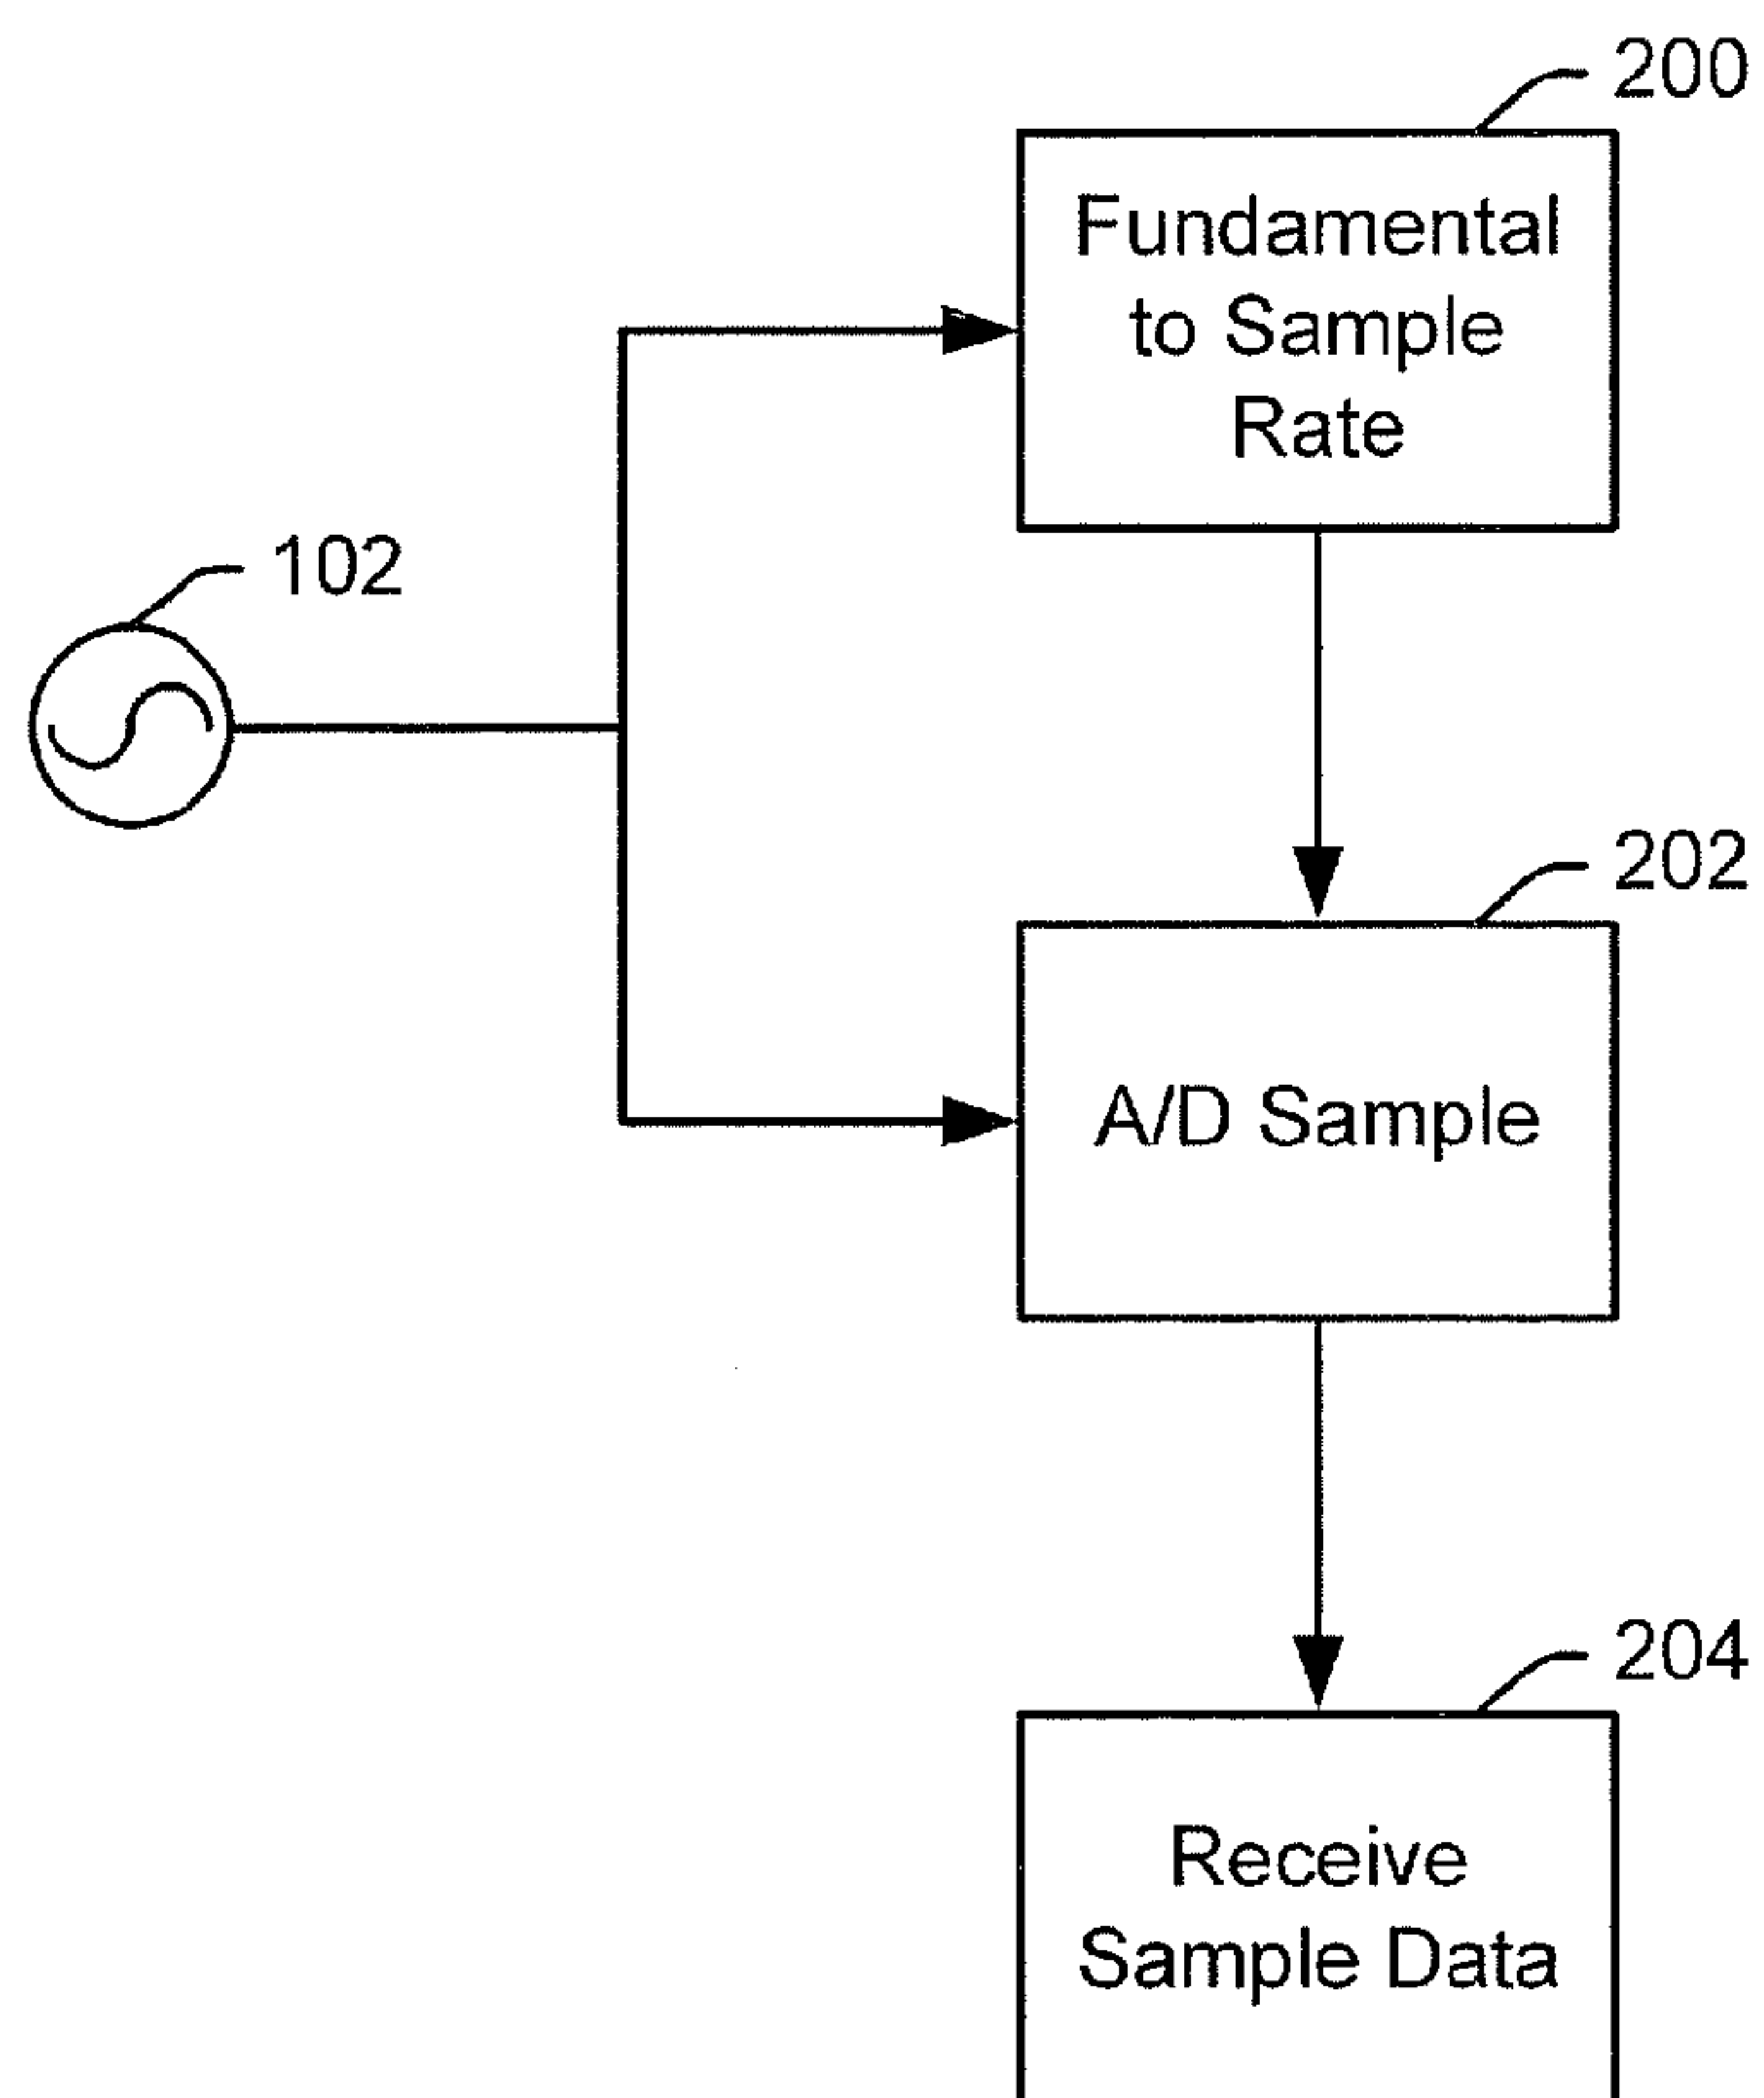 200
Fundamental
to Sample
Rate
102
202
A/D Sample
204
Receive
Sample Data